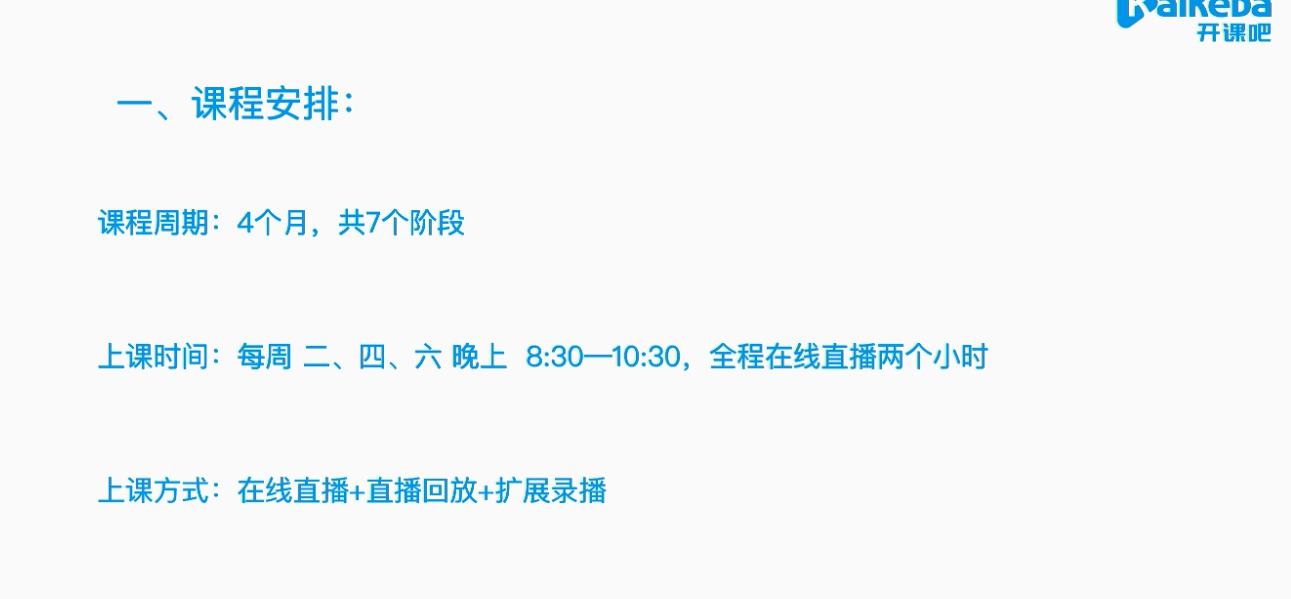 Kaikeba
开课吧
一、课程安排：
课程周期：4个月，共7个阶段
上课时间：每周 二、四、六 晚上 8:30—10:30，全程在线直播两个小时
上课方式：在线直播+直播回放+扩展录播